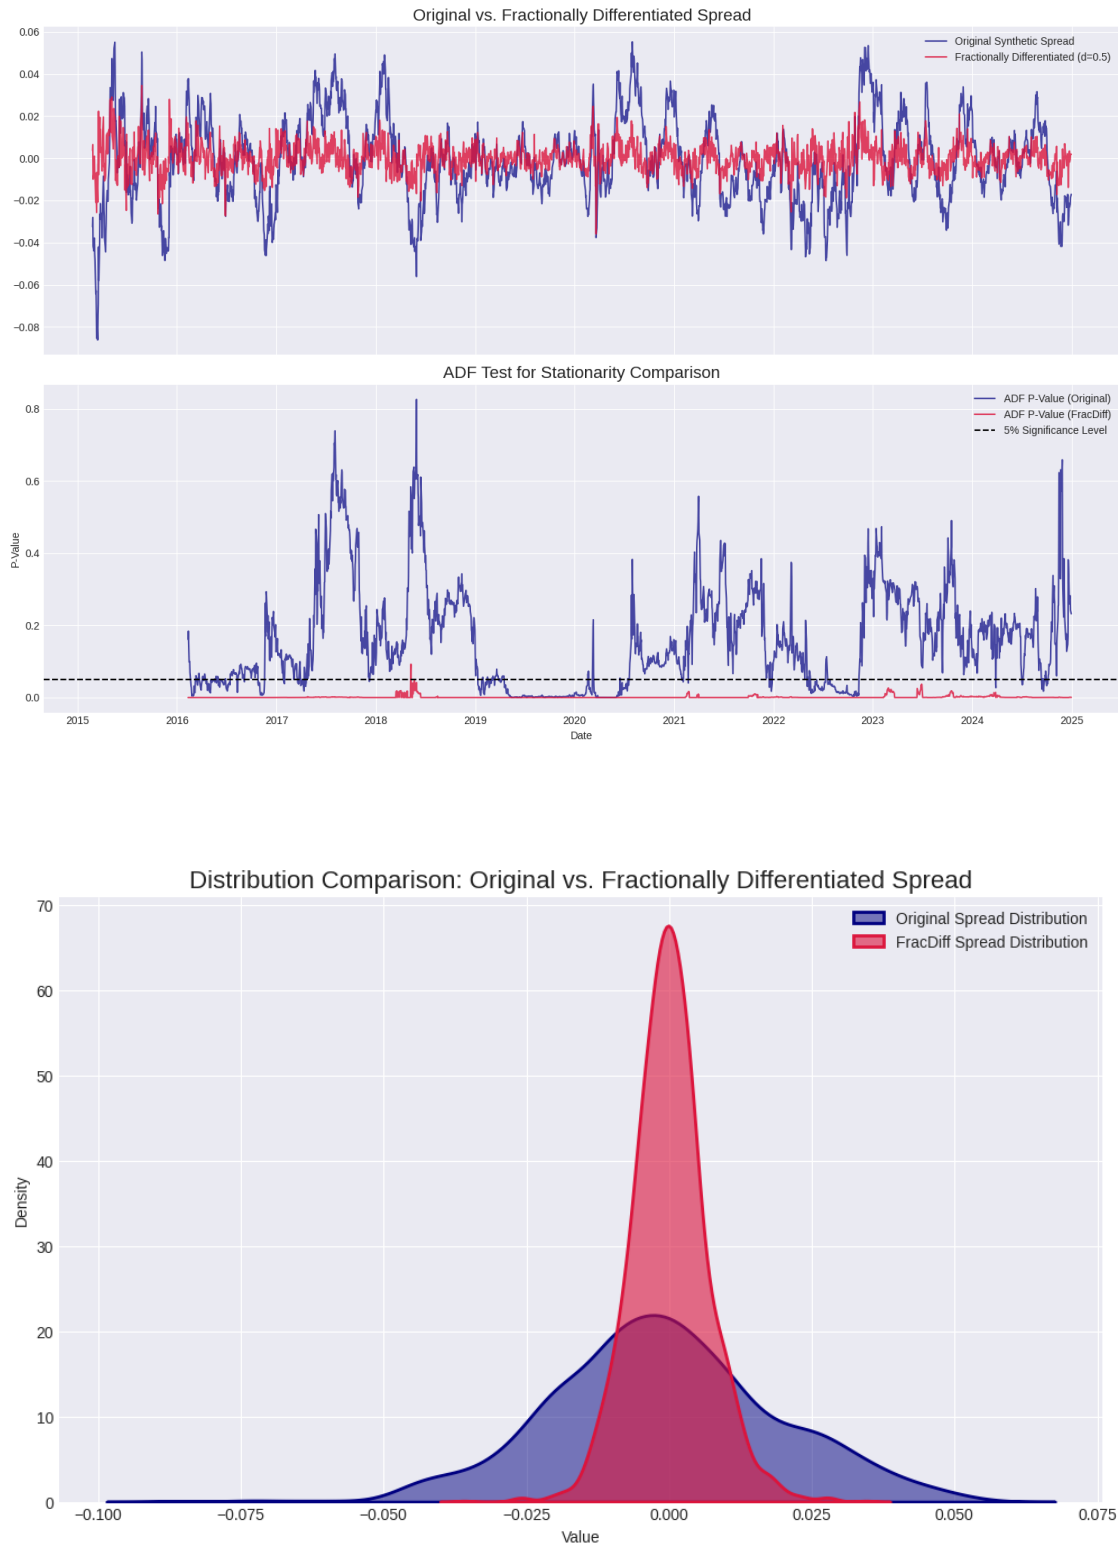 Original vs. Fractionally Differentiated Spread
Original Synthetic Spread
Fractionally Differentiated (d=0.5)
0.06
0.04
0.02
0.00
−0.02
−0.04
−0.06
−0.08
ADF Test for Stationarity Comparison
ADF P-Value (Original)
ADF P-Value (FracDiff)
5% Significance Level
P-Value
0.8
0.6
0.4
0.2
0.0
2015 2016 2017 2018 2019 2020 2021 2022 2023 2024 2025
Date
Distribution Comparison: Original vs. Fractionally Differentiated Spread
Original Spread Distribution
FracDiff Spread Distribution
Density
70
60
50
40
30
20
10
0
−0.100 −0.075 −0.050 −0.025 0.000 0.025 0.050 0.075
Value